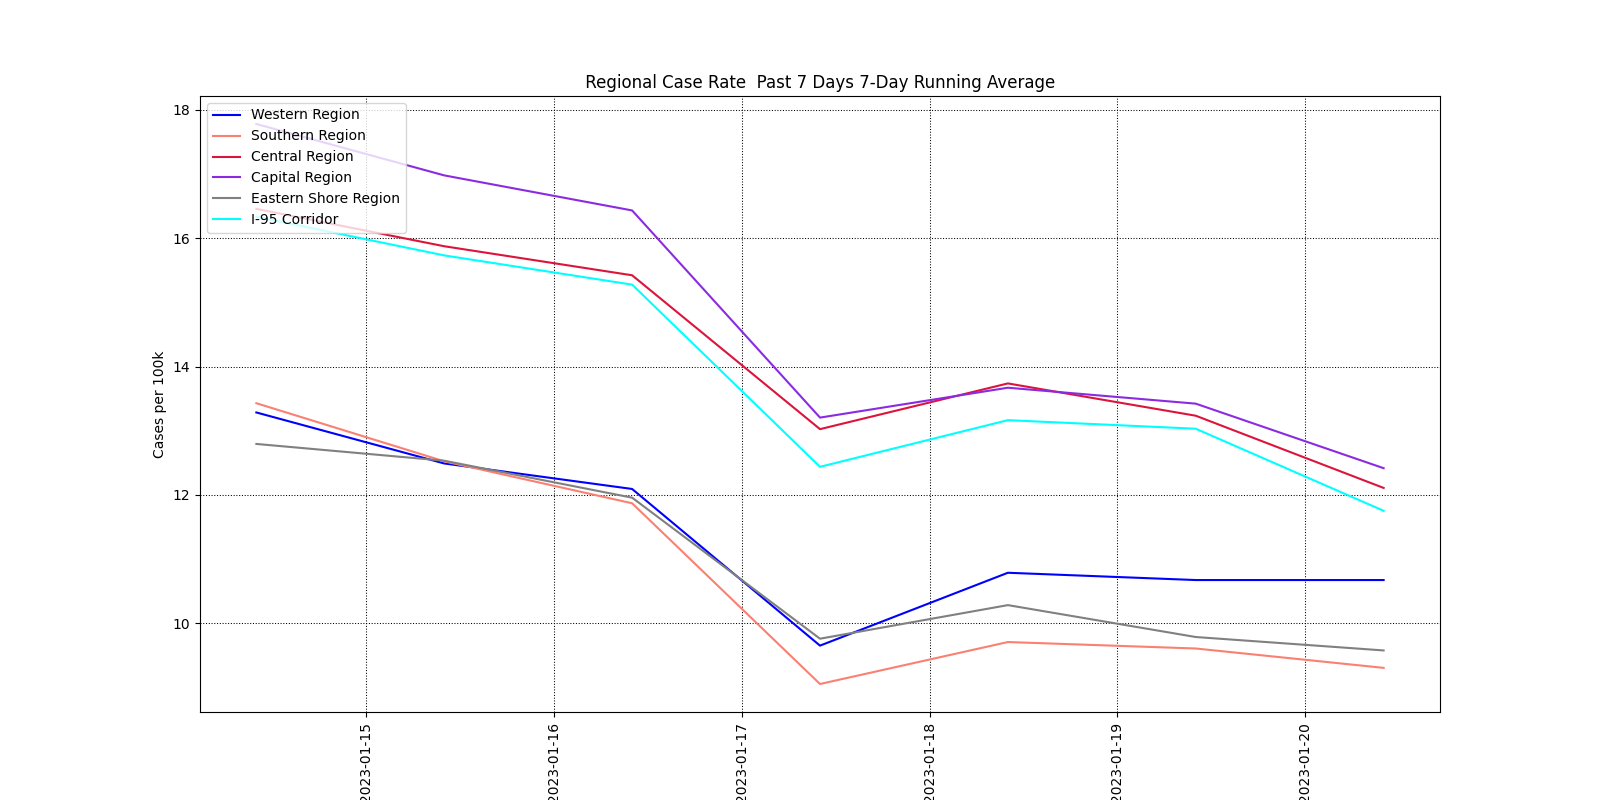 Regional Case Rate  Past 7 Days 7-Day Running Average
Western Region
Southern Region
Central Region
Capital Region
Eastern Shore Region
I-95 Corridor
Cases per 100k
18
16
14
12
10
2023-01-15
2023-01-16
2023-01-17
2023-01-18
2023-01-19
2023-01-20